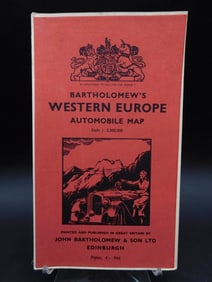 BARTHOLOMEW'S
WESTERN EUROPE
AUTOMOBILE MAP
PRINTED AND PUBLISHED IN GREAT BRITAIN BY
JOHN BARTHOLOMEW & SON LTD
EDINBURGH